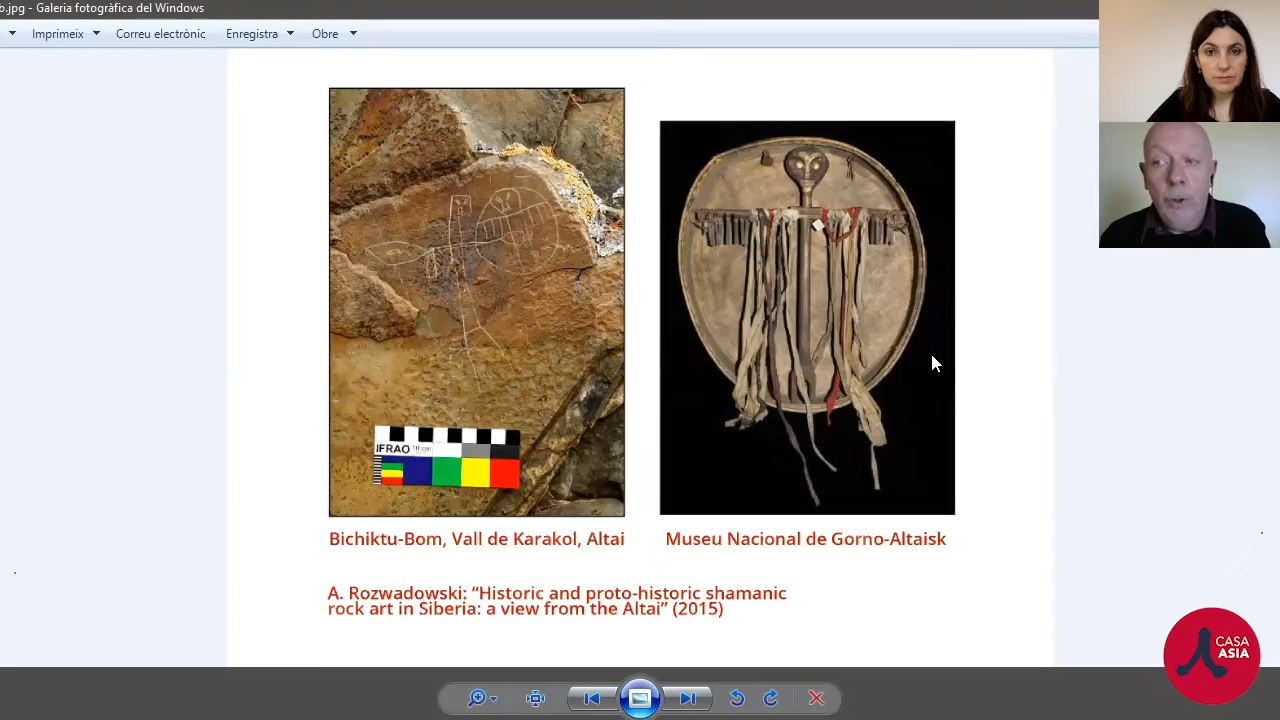 b.jpg - Galeria fotogràfica del Windows
Imprimeix Correu electrònic Enregistra Obre
IFRAO 10 cm
Bichiktu-Bom, Vall de Karakol, Altai
Museu Nacional de Gorno-Altaisk
A. Rozwadowski: “Historic and proto-historic shamanic
rock art in Siberia: a view from the Altai” (2015)
CASA
ASIA